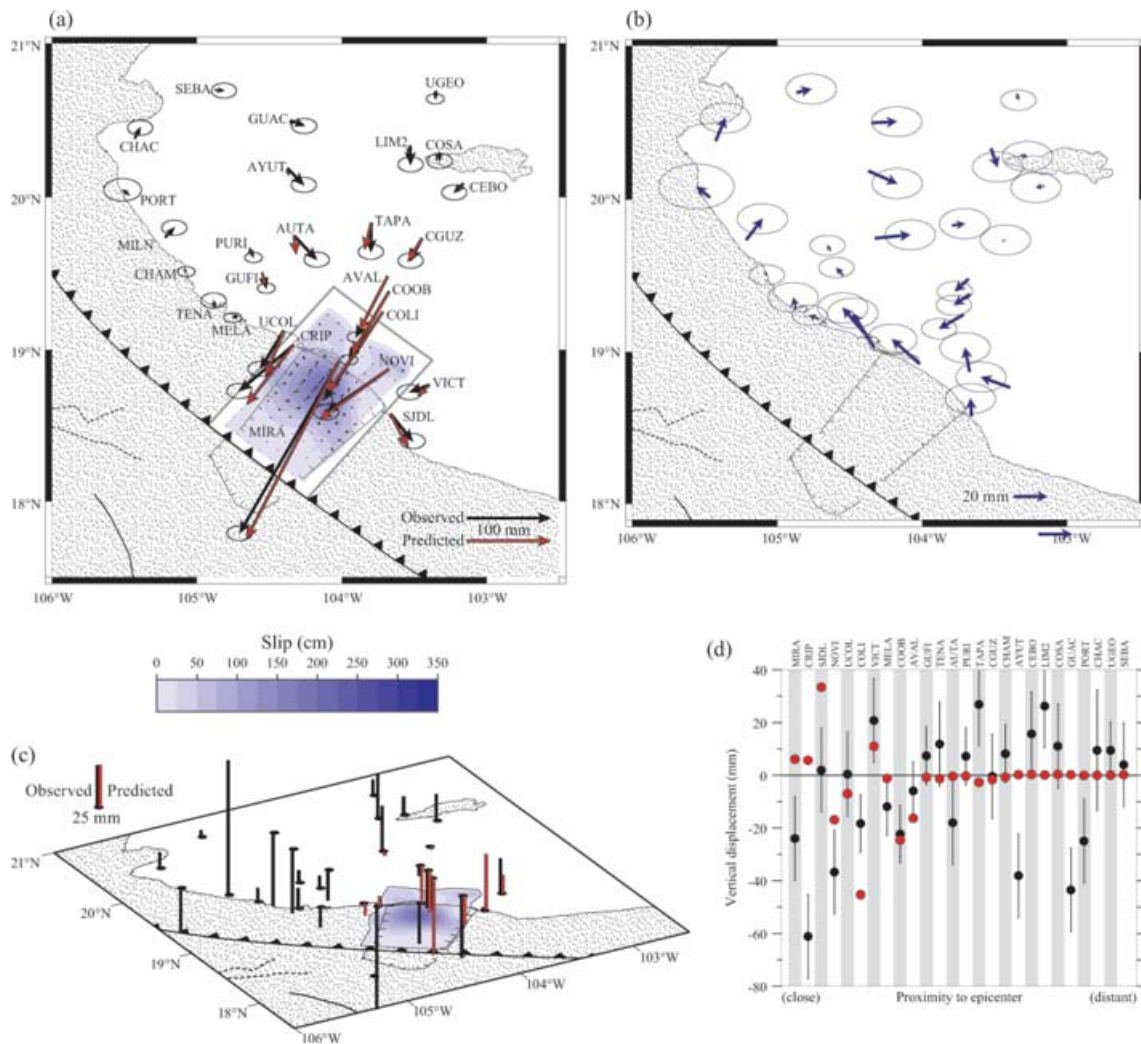 (a)
21°N
20°N
19°N
18°N
106°W
105°W
104°W
103°W
SEBA
UGEO
GUAC
CHAC
LIM2
COSA
AYUT
CEBO
PORT
MILN
AUTA
TAPA
PURI
CGUZ
CHAM
GUFI
AVAL
COOB
TENA
MELA
UCOL
CRIP
COLI
NOVI
VICT
MIRA
SJDL
Observed
100 mm
Predicted
(b)
21°N
20°N
19°N
18°N
20 mm
106°W
105°W
104°W
103°W
Slip (cm)
0 50 100 150 200 250 300 350
(c)
Observed Predicted
25 mm
21°N
20°N
19°N
18°N
106°W
105°W
104°W
103°W
(d)
MIRA
CRIP
SJDL
NOVI
UCOL
COLI
VICT
MELA
COOB
AVAL
GUFI
TENA
AUTA
PURI
TAPA
CGUZ
CHAM
AYUT
CEBO
LIM2
COSA
GUAC
PORT
CHAC
UGEO
SEBA
Vertical displacement (mm)
40
20
0
-20
-40
-60
-80
(close) Proximity to epicenter (distant)